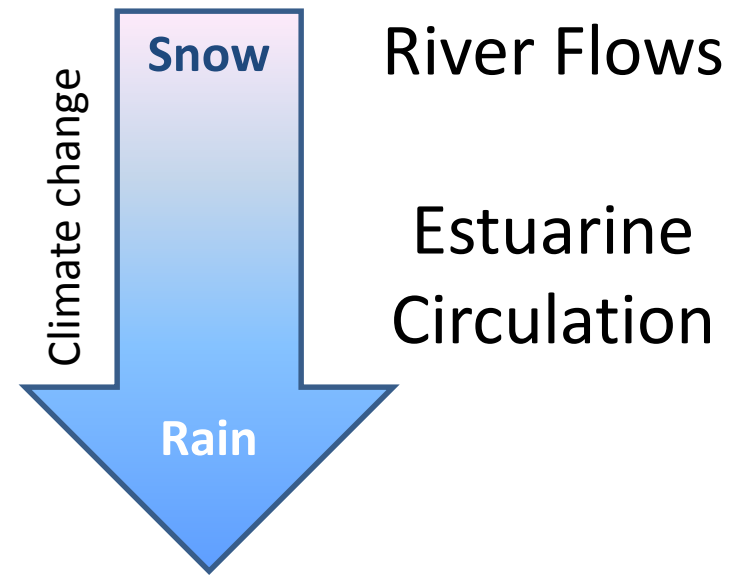 Snow
River Flows
Climate change
Estuarine
Circulation
Rain